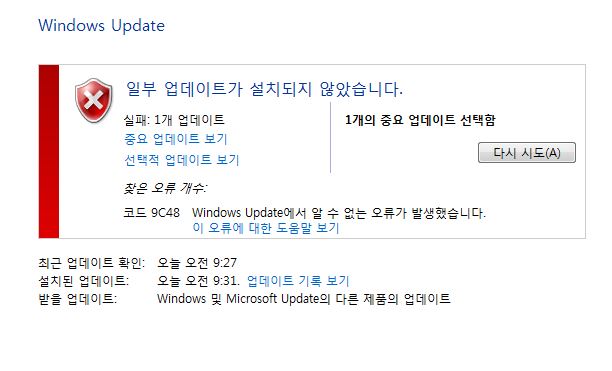 Windows Update
일부 업데이트가 설치되지 않았습니다.
실패: 1개 업데이트
중요 업데이트 보기
선택적 업데이트 보기
1개의 중요 업데이트 선택함
다시 시도(A)
찾은 오류 개수:
코드 9C48 Windows Update에서 알 수 없는 오류가 발생했습니다.
이 오류에 대한 도움말 보기
최근 업데이트 확인: 오늘 오전 9:27
설치된 업데이트: 오늘 오전 9:31. 업데이트 기록 보기
받을 업데이트: Windows 및 Microsoft Update의 다른 제품의 업데이트